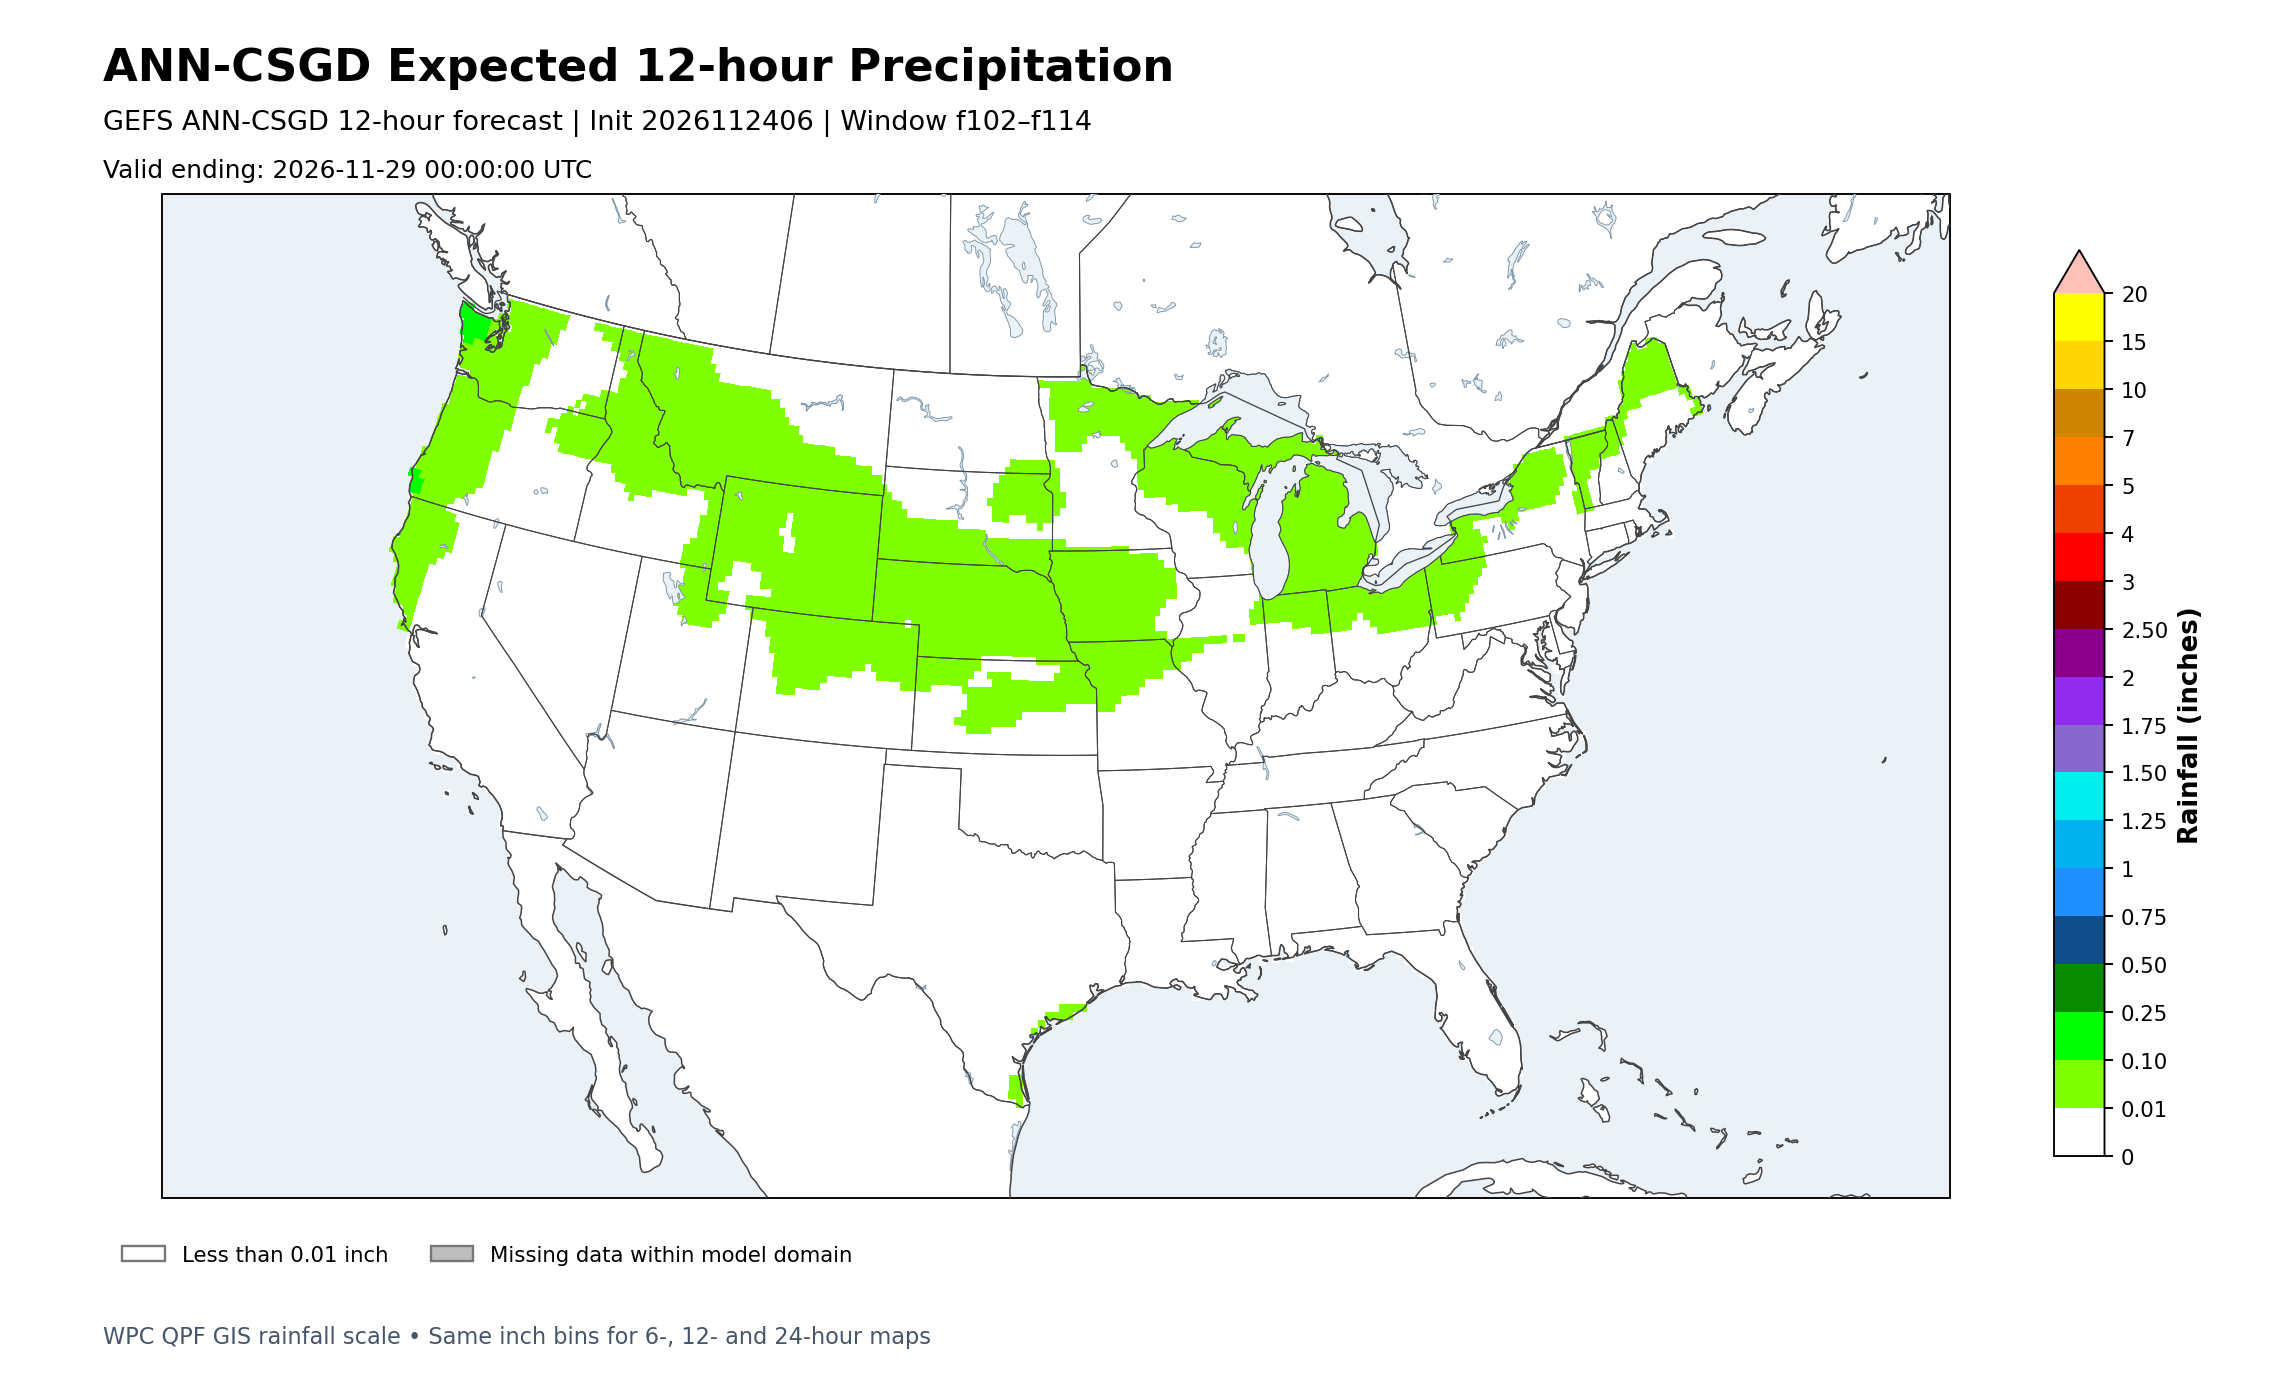 ANN-CSGD Expected 12-hour Precipitation
GEFS ANN-CSGD 12-hour forecast | Init 2026112406 | Window f102–f114
Valid ending: 2026-11-29 00:00:00 UTC
20
15
10
7
5
4
3
2.50
2
1.75
1.50
1.25
1
0.75
0.50
0.25
0.10
0.01
0
Rainfall (inches)
Less than 0.01 inch
Missing data within model domain
WPC QPF GIS rainfall scale • Same inch bins for 6-, 12- and 24-hour maps